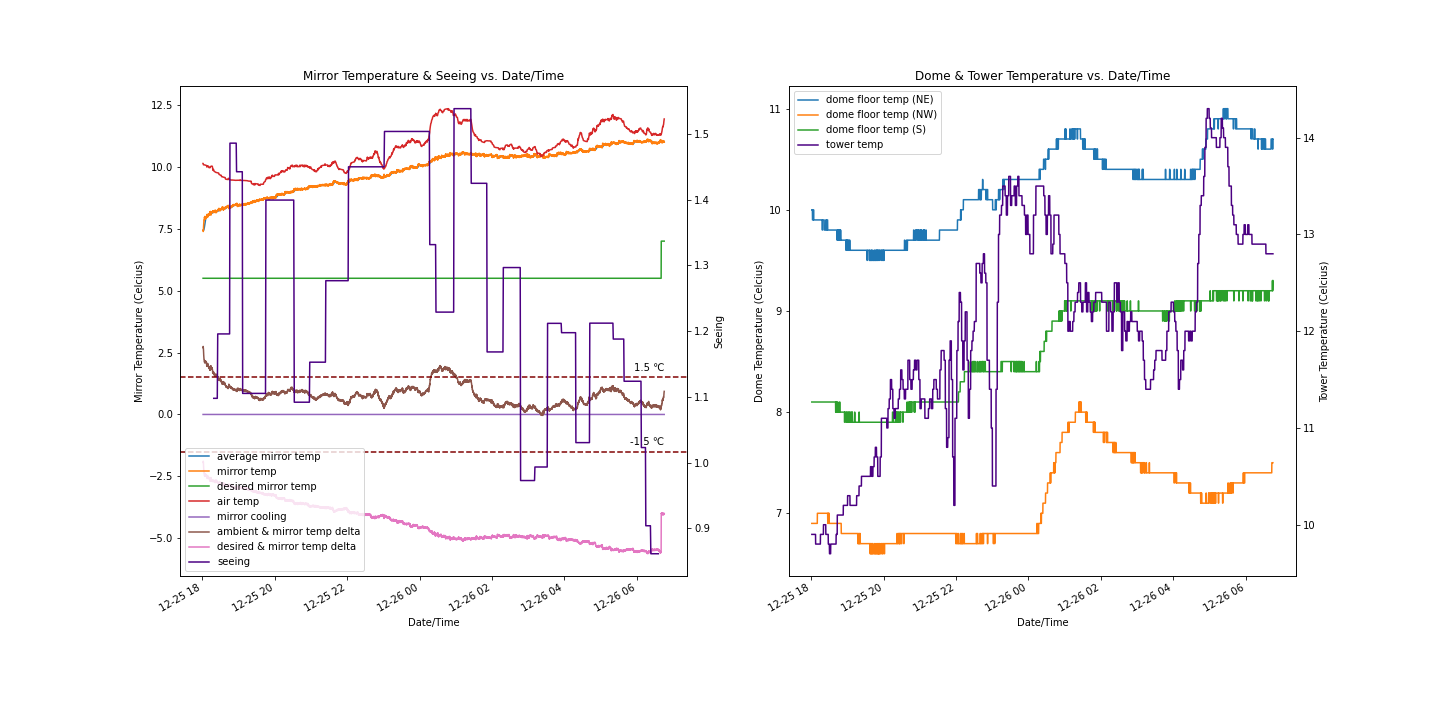 Mirror Temperature & Seeing vs. Date/Time
12.5
10.0
7.5
5.0
2.5
0.0
−2.5
−5.0
Mirror Temperature (Celcius)
1.5
1.4
1.3
1.2
1.1
1.0
0.9
Seeing
1.5 ℃
-1.5 ℃
average mirror temp
mirror temp
desired mirror temp
air temp
mirror cooling
ambient & mirror temp delta
desired & mirror temp delta
seeing
12-25 18
12-25 20
12-25 22
12-26 00
12-26 02
12-26 04
12-26 06
Date/Time
Dome & Tower Temperature vs. Date/Time
11
10
9
8
7
Dome Temperature (Celcius)
14
13
12
11
10
Tower Temperature (Celcius)
dome floor temp (NE)
dome floor temp (NW)
dome floor temp (S)
tower temp
12-25 18
12-25 20
12-25 22
12-26 00
12-26 02
12-26 04
12-26 06
Date/Time